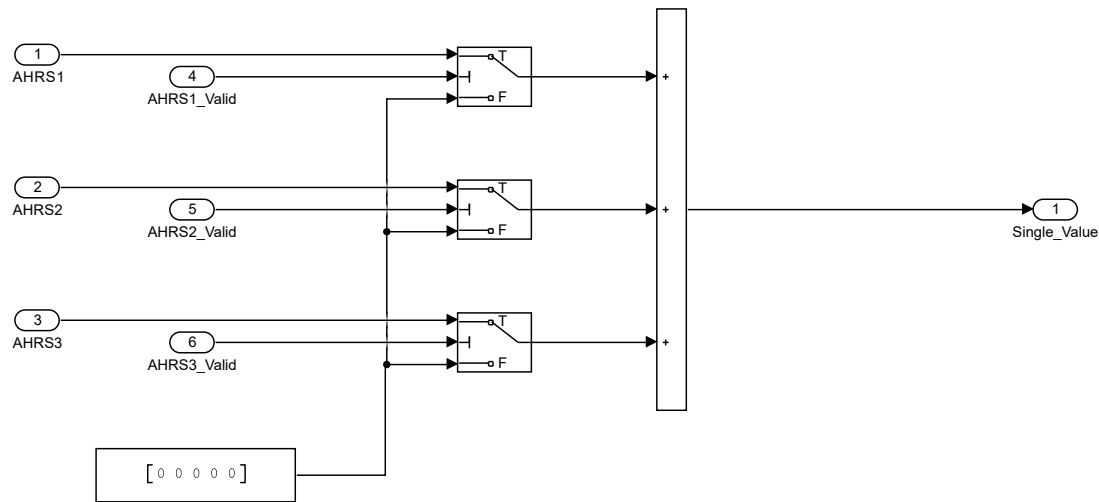 1
AHRS1
4
AHRS1_Valid
T
F
+
2
AHRS2
5
AHRS2_Valid
T
F
+
1
Single_Value
3
AHRS3
6
AHRS3_Valid
T
F
+
[0 0 0 0 0]